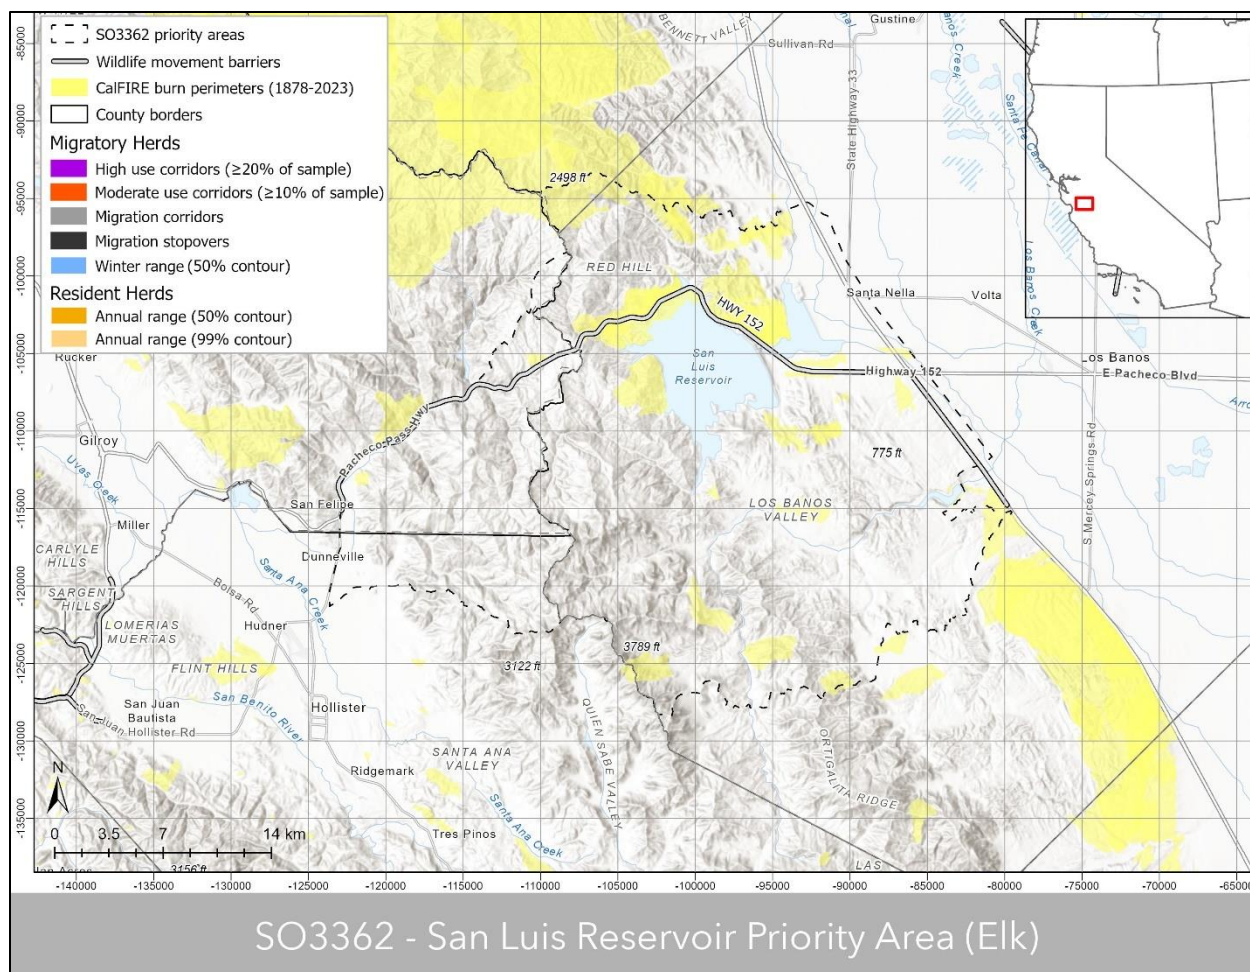 SO3362 priority areas
Wildlife movement barriers
CalFIRE burn perimeters (1878-2023)
County borders
Migratory Herds
High use corridors (≥20% of sample)
Moderate use corridors (≥10% of sample)
Migration corridors
Migration stopovers
Winter range (50% contour)
Resident Herds
Annual range (50% contour)
Annual range (99% contour)
BENNETT VALLEY
Gustine
Sullivan Rd
State Highway 33
Santa Fe Canal
2498 ft
RED HILL
HWY 152
Santa Nella
Volta
Los Banos Creek
Rucker
San
Luis
Reservoir
Los Banos
Highway 152
E Pacheco Blvd
Gilroy
Pacheco Pass Hwy
775 ft
S Mercey Springs Rd
Uvas Creek
San Felipe
LOS BANOS
VALLEY
Miller
CARLYLE
HILLS
Dunneville
SARGENT
HILLS
Santa Ana Creek
Bolsa Rd
LOMERIAS
MUERTAS
Hudner
3789 ft
3122 ft
FLINT HILLS
San Benito River
San Juan
Bautista
San Juan Hollister Rd
Hollister
QUIEN SABE VALLEY
SANTA ANA
VALLEY
ORTIGALITA RIDGE
Ridgemark
Tres Pinos
Santa Ana Creek
LAS
N
0 3.5 7 14 km
3156 ft
-85000
-90000
-95000
-100000
-105000
-110000
-115000
-120000
-125000
-130000
-135000
-140000 -135000 -130000 -125000 -120000 -115000 -110000 -105000 -100000 -95000 -90000 -85000 -80000 -75000 -70000 -65000
SO3362 - San Luis Reservoir Priority Area (Elk)